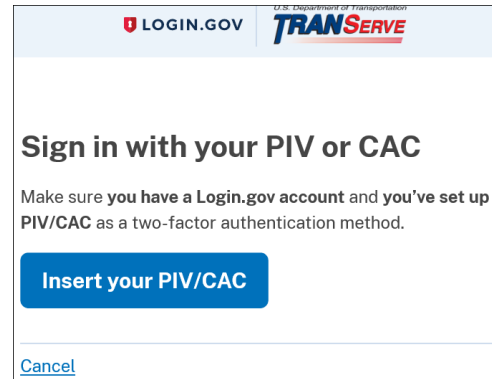 LOGIN.GOV
U.S. Department of Transportation
TRANSERVE
Sign in with your PIV or CAC
Make sure you have a Login.gov account and you’ve set up
PIV/CAC as a two-factor authentication method.
Insert your PIV/CAC
Cancel